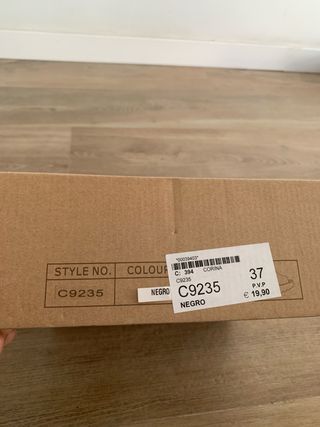 *00039403*
C: 394 CORINA
C9235
37
C9235
P.V.P
€ 19,90
NEGRO
STYLE NO. COLOUR
C9235 NEGRO